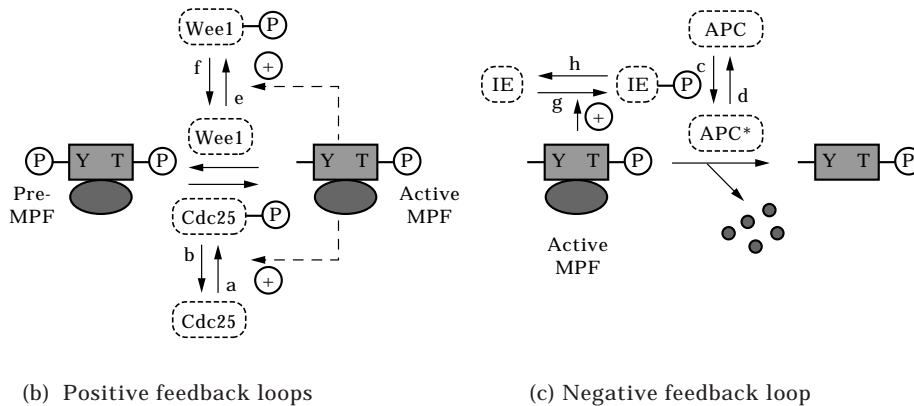 Wee1 P
f + e
Wee1
P Y T P
Pre-
MPF
Y T P
Active
MPF
Cdc25 P
b a +
Cdc25
(b) Positive feedback loops
APC
h
IE IE P
c d
g +
APC*
Y T P
Active
MPF
Y T P
(c) Negative feedback loop